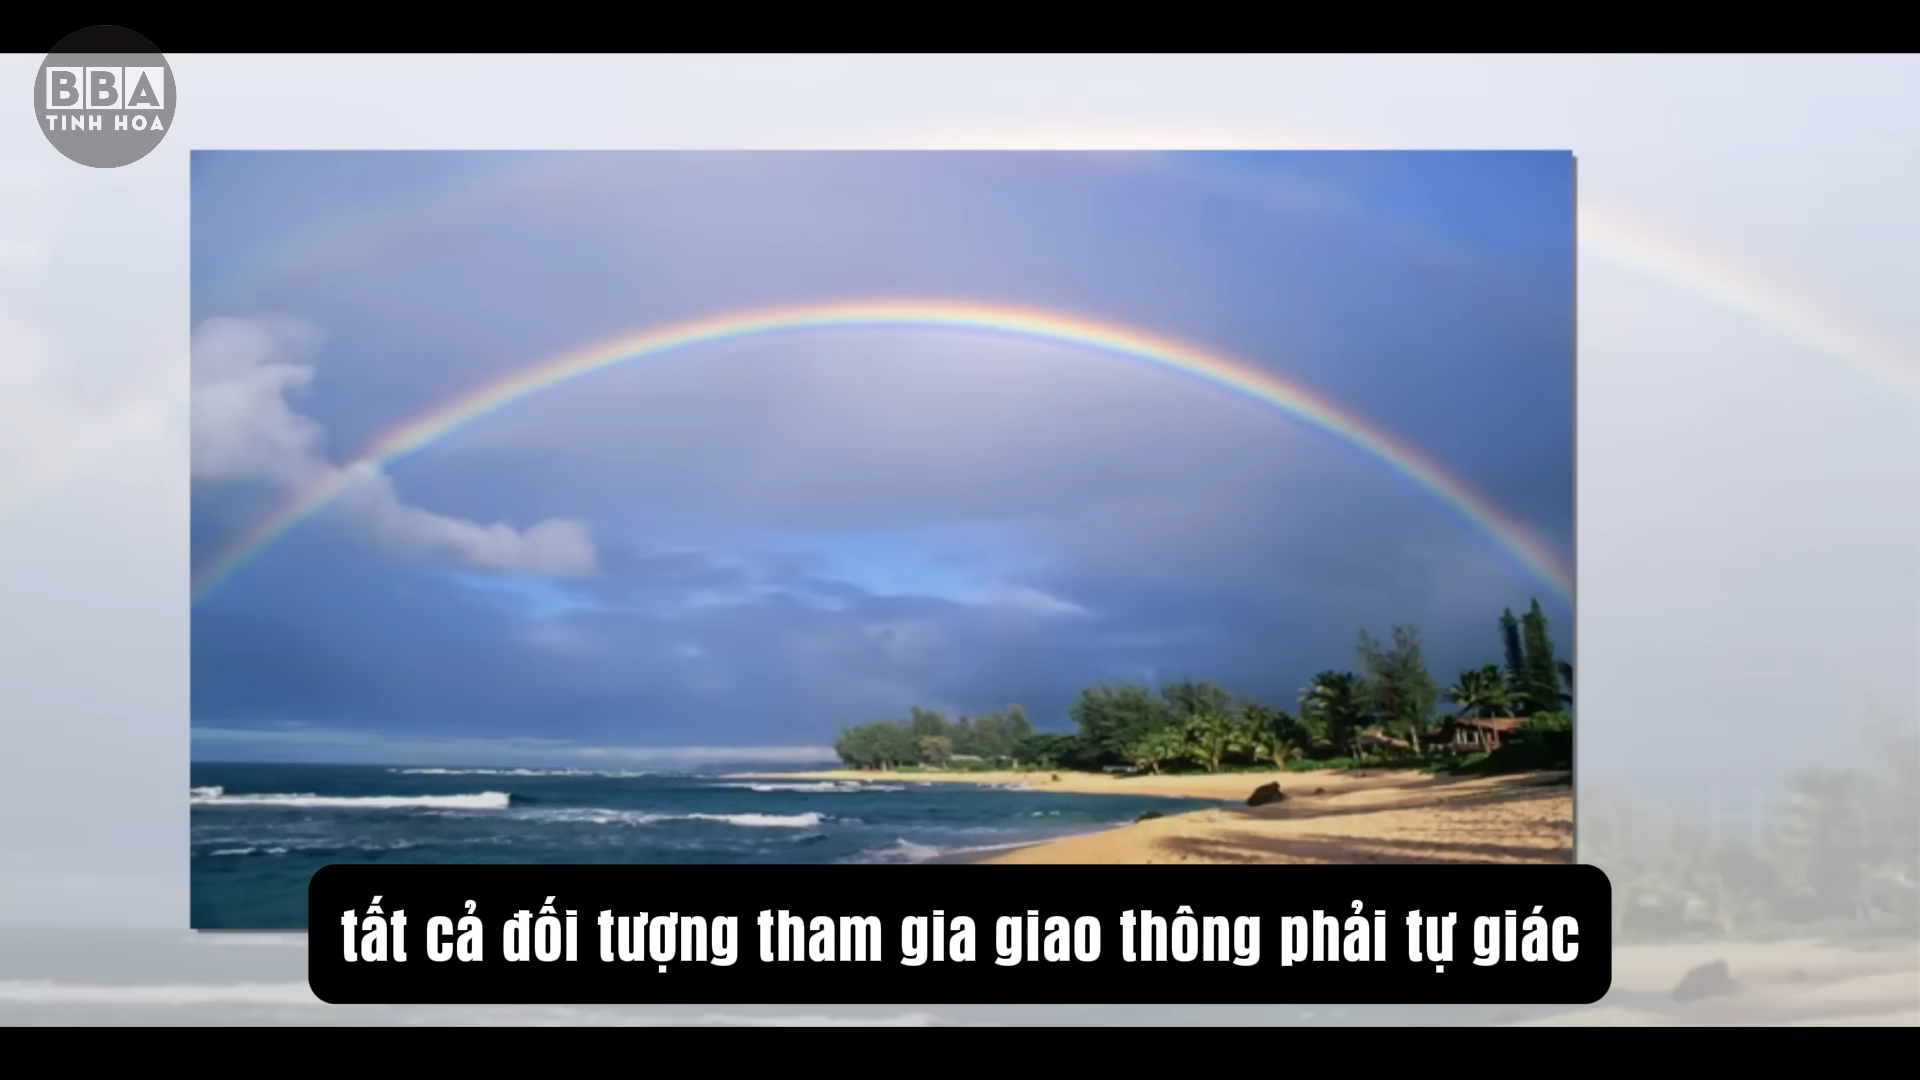 BBA
TINH HOA
tất cả đối tượng tham gia giao thông phải tự giác